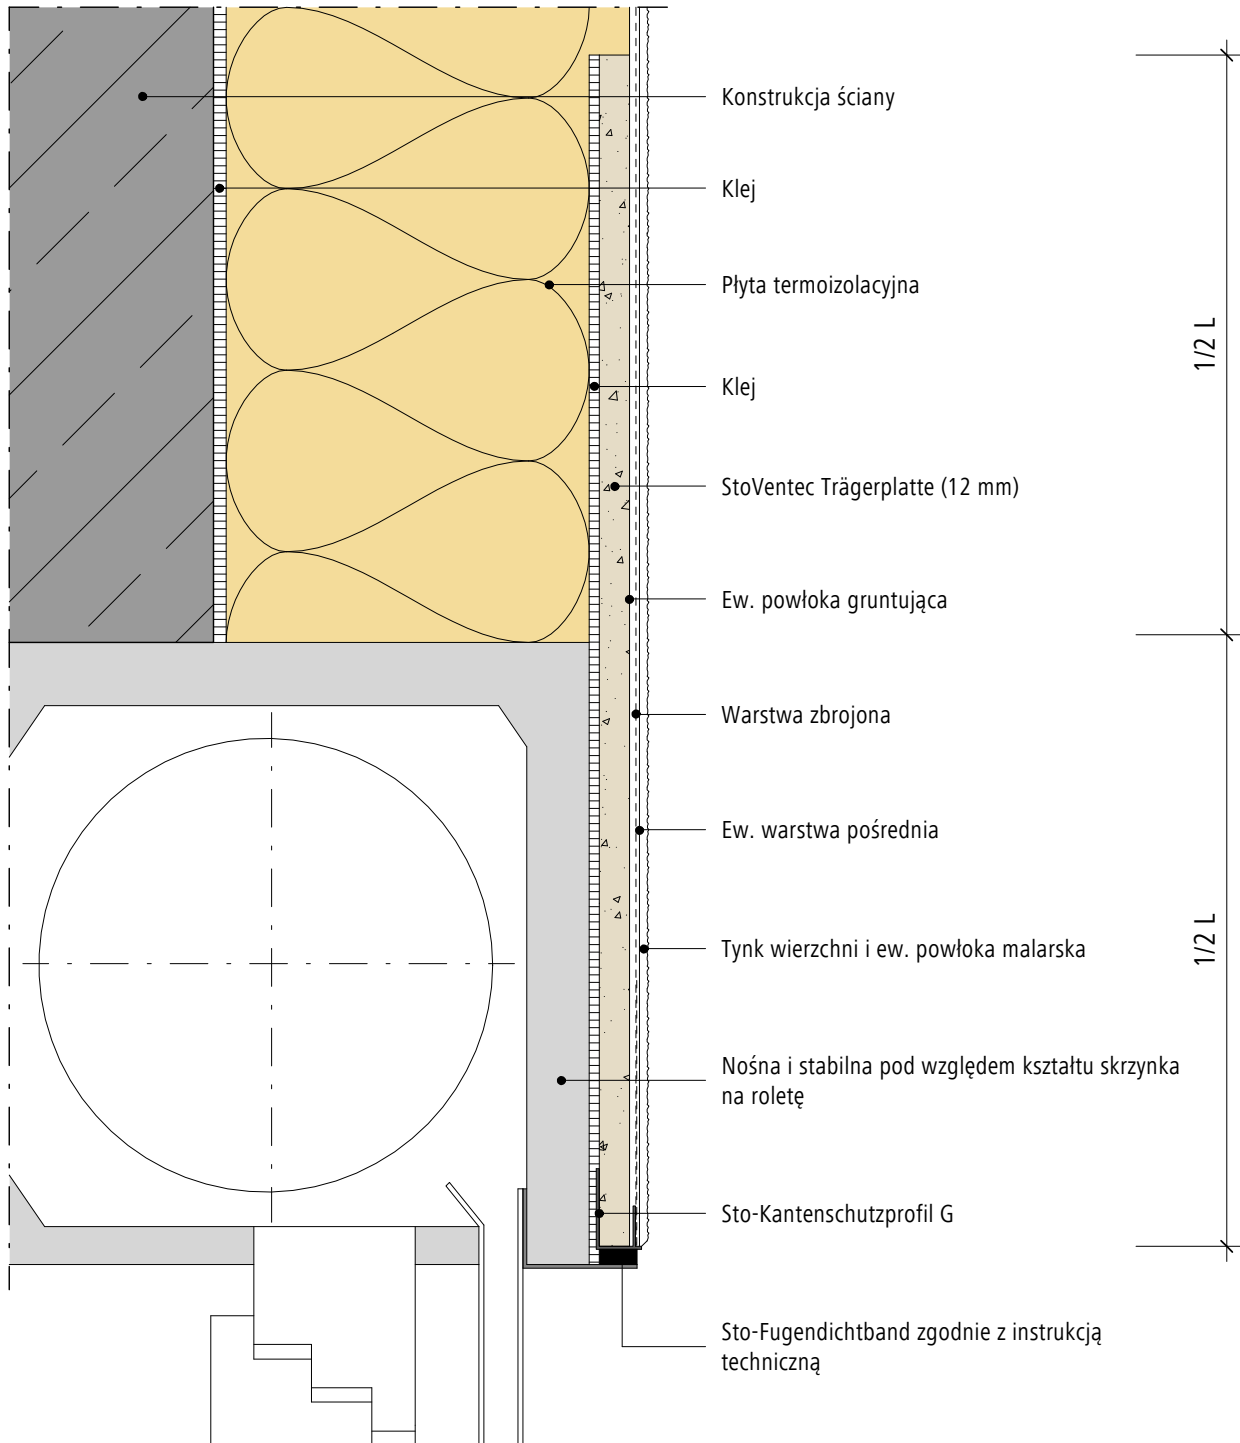 Konstrukcja ściany
Klej
Płyta termoizolacyjna
1/2 L
Klej
StoVentec Trägerplatte (12 mm)
Ew. powłoka gruntująca
Warstwa zbrojona
Ew. warstwa pośrednia
1/2 L
Tynk wierzchni i ew. powłoka malarska
Nośna i stabilna pod względem kształtu skrzynka
na roletę
Sto-Kantenschutzprofil G
Sto-Fugendichtband zgodnie z instrukcją
techniczną